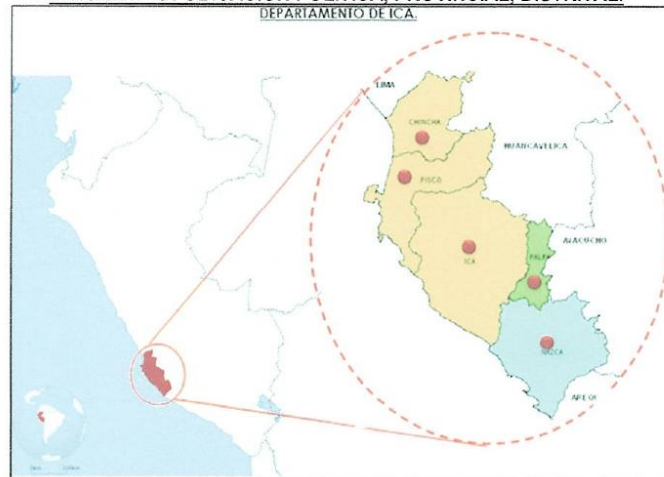 DEPARTAMENTO DE ICA.
LIMA
CHINCHA
HUANCAVELICA
PISCO
AYACUCHO
PALPA
ICA
NAZCA